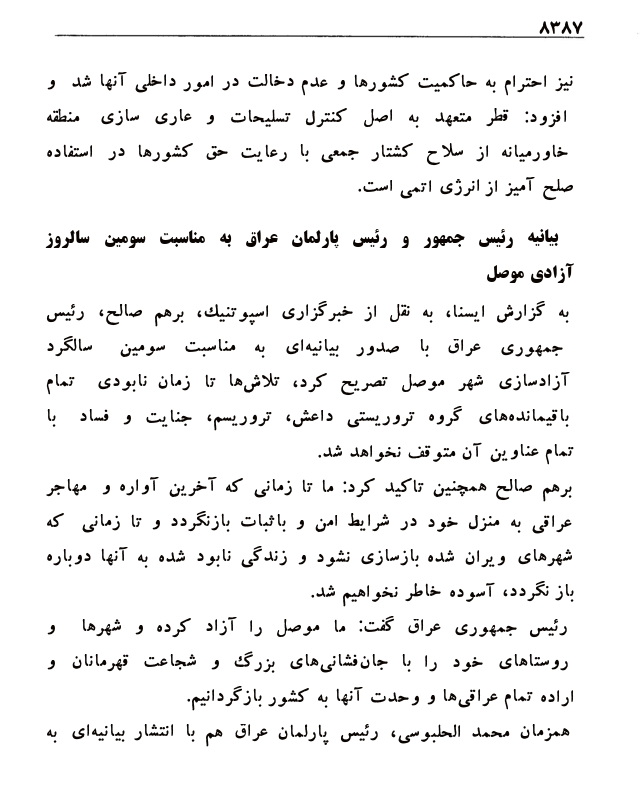 ۸۳۸۷
نیز احترام به حاکمیت کشورها و عدم دخالت در امور داخلی آنها شد و
افزود: قطر متعهد به اصل کنترل تسلیحات و عاری سازی منطقه
خاورمیانه از سلاح کشتار جمعی با رعایت حق کشورها در استفاده
صلح آمیز از انرژی اتمی است.
بیانیه رئیس جمهور و رئیس پارلمان عراق به مناسبت سومین سالروز
آزادی موصل
به گزارش ایسنا، به نقل از خبرگزاری اسپوتنیك، برهم صالح، رئیس
جمهوری عراق با صدور بیانیه‌ای به مناسبت سومین سالگرد
آزادسازی شهر موصل تصریح کرد، تلاش‌ها تا زمان نابودی تمام
باقیمانده‌های گروه تروریستی داعش، تروریسم، جنایت و فساد با
تمام عناوین آن متوقف نخواهد شد.
برهم صالح همچنین تاکید کرد: ما تا زمانی که آخرین آواره و مهاجر
عراقی به منزل خود در شرایط امن و باثبات بازنگردد و تا زمانی که
شهرهای ویران شده بازسازی نشود و زندگی نابود شده به آنها دوباره
باز نگردد، آسوده خاطر نخواهیم شد.
رئیس جمهوری عراق گفت: ما موصل را آزاد کرده و شهرها و
روستاهای خود را با جان‌فشانی‌های بزرگ و شجاعت قهرمانان و
اراده تمام عراقی‌ها و وحدت آنها به کشور بازگردانیم.
همزمان محمد الحلبوسی، رئیس پارلمان عراق هم با انتشار بیانیه‌ای به